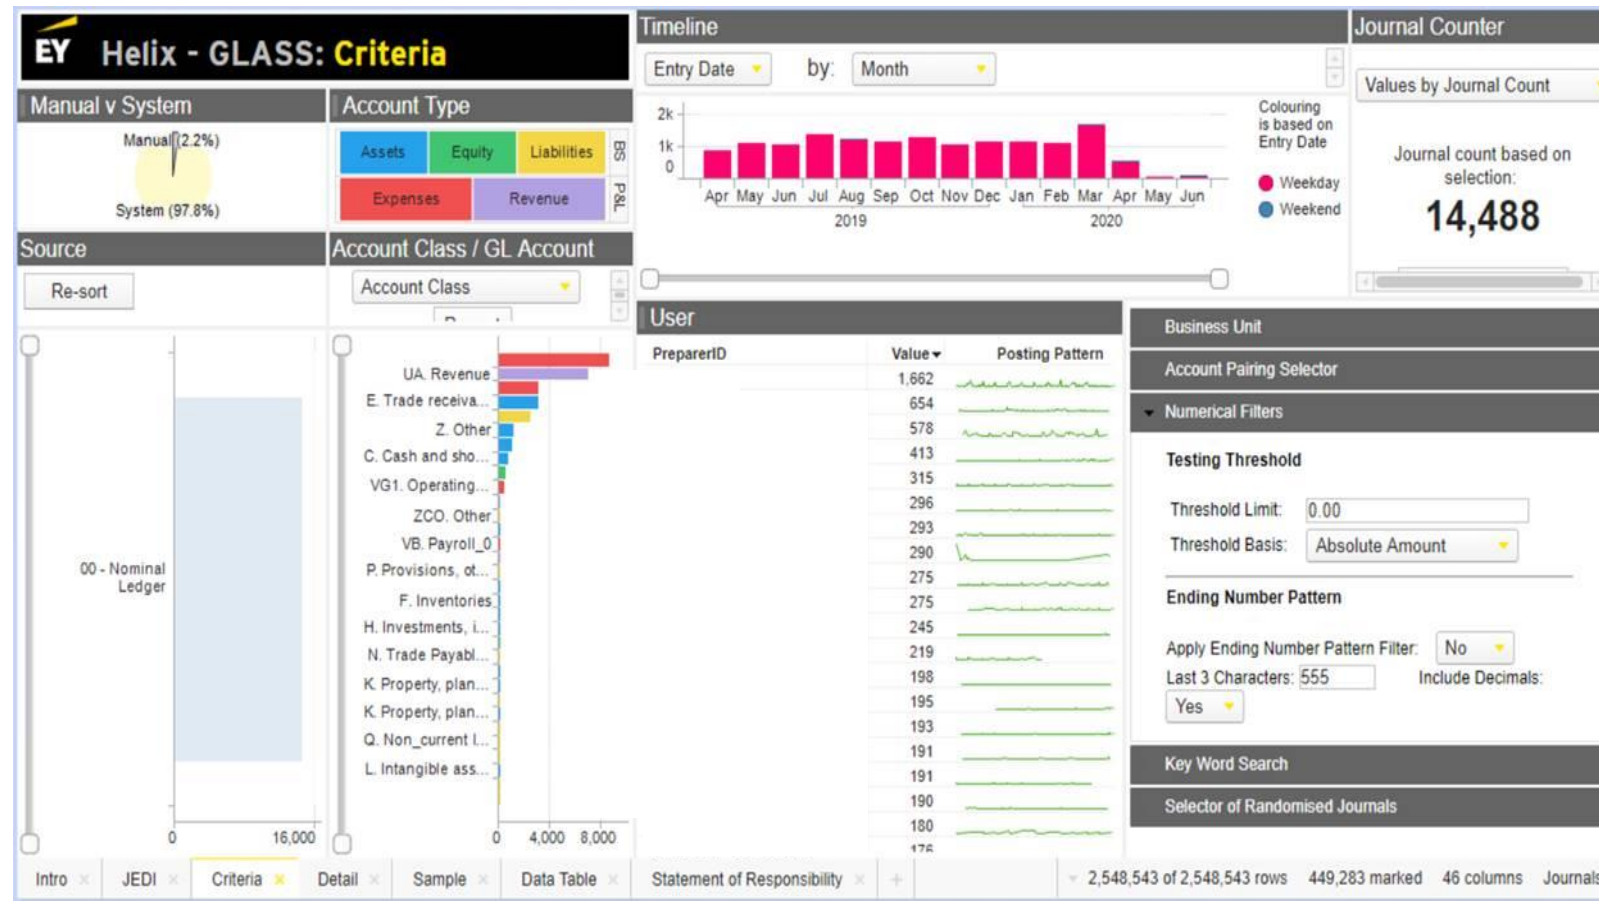 EY Helix - GLASS: Criteria
Manual v System
Manual (2.2%)
System (97.8%)
Account Type
Assets Equity Liabilities BS
Expenses Revenue P&L
Source
Re-sort
00 - Nominal
Ledger
0 16,000
Account Class / GL Account
Account Class
UA. Revenue
E. Trade receiva...
Z. Other
C. Cash and sho...
VG1. Operating...
ZCO. Other
VB. Payroll_0
P. Provisions, ot...
F. Inventories
H. Investments, i...
N. Trade Payabl...
K. Property, plan...
K. Property, plan...
Q. Non_current l...
L. Intangible ass...
0 4,000 8,000
Timeline
Entry Date by: Month
2k
1k
0
Apr May Jun Jul Aug Sep Oct Nov Dec Jan Feb Mar Apr May Jun
2019 2020
Colouring
is based on
Entry Date
Weekday
Weekend
Journal Counter
Values by Journal Count
Journal count based on
selection:
14,488
User
PreparerID Value Posting Pattern
1,662
654
578
413
315
296
293
290
275
275
245
219
198
195
193
191
191
190
180
176
Business Unit
Account Pairing Selector
Numerical Filters
Testing Threshold
Threshold Limit: 0.00
Threshold Basis: Absolute Amount
Ending Number Pattern
Apply Ending Number Pattern Filter: No
Last 3 Characters: 555 Include Decimals:
Yes
Key Word Search
Selector of Randomised Journals
Intro JEDI Criteria Detail Sample Data Table Statement of Responsibility
2,548,543 of 2,548,543 rows 449,283 marked 46 columns Journals